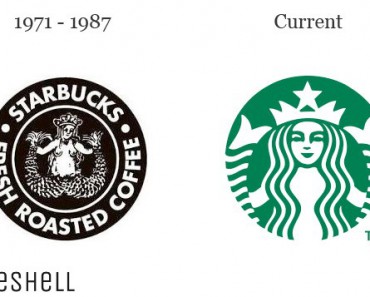 1971 - 1987
Current
• STARBUCKS •
FRESH ROASTED COFFEE
ESHELL